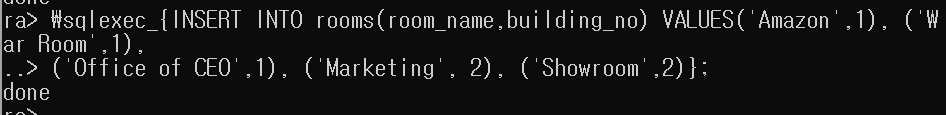 done
ra> ₩sqlexec_{INSERT INTO rooms(room_name,building_no) VALUES('Amazon',1), ('W
ar Room',1),
..> ('Office of CEO',1), ('Marketing', 2), ('Showroom',2)};
done
ra>